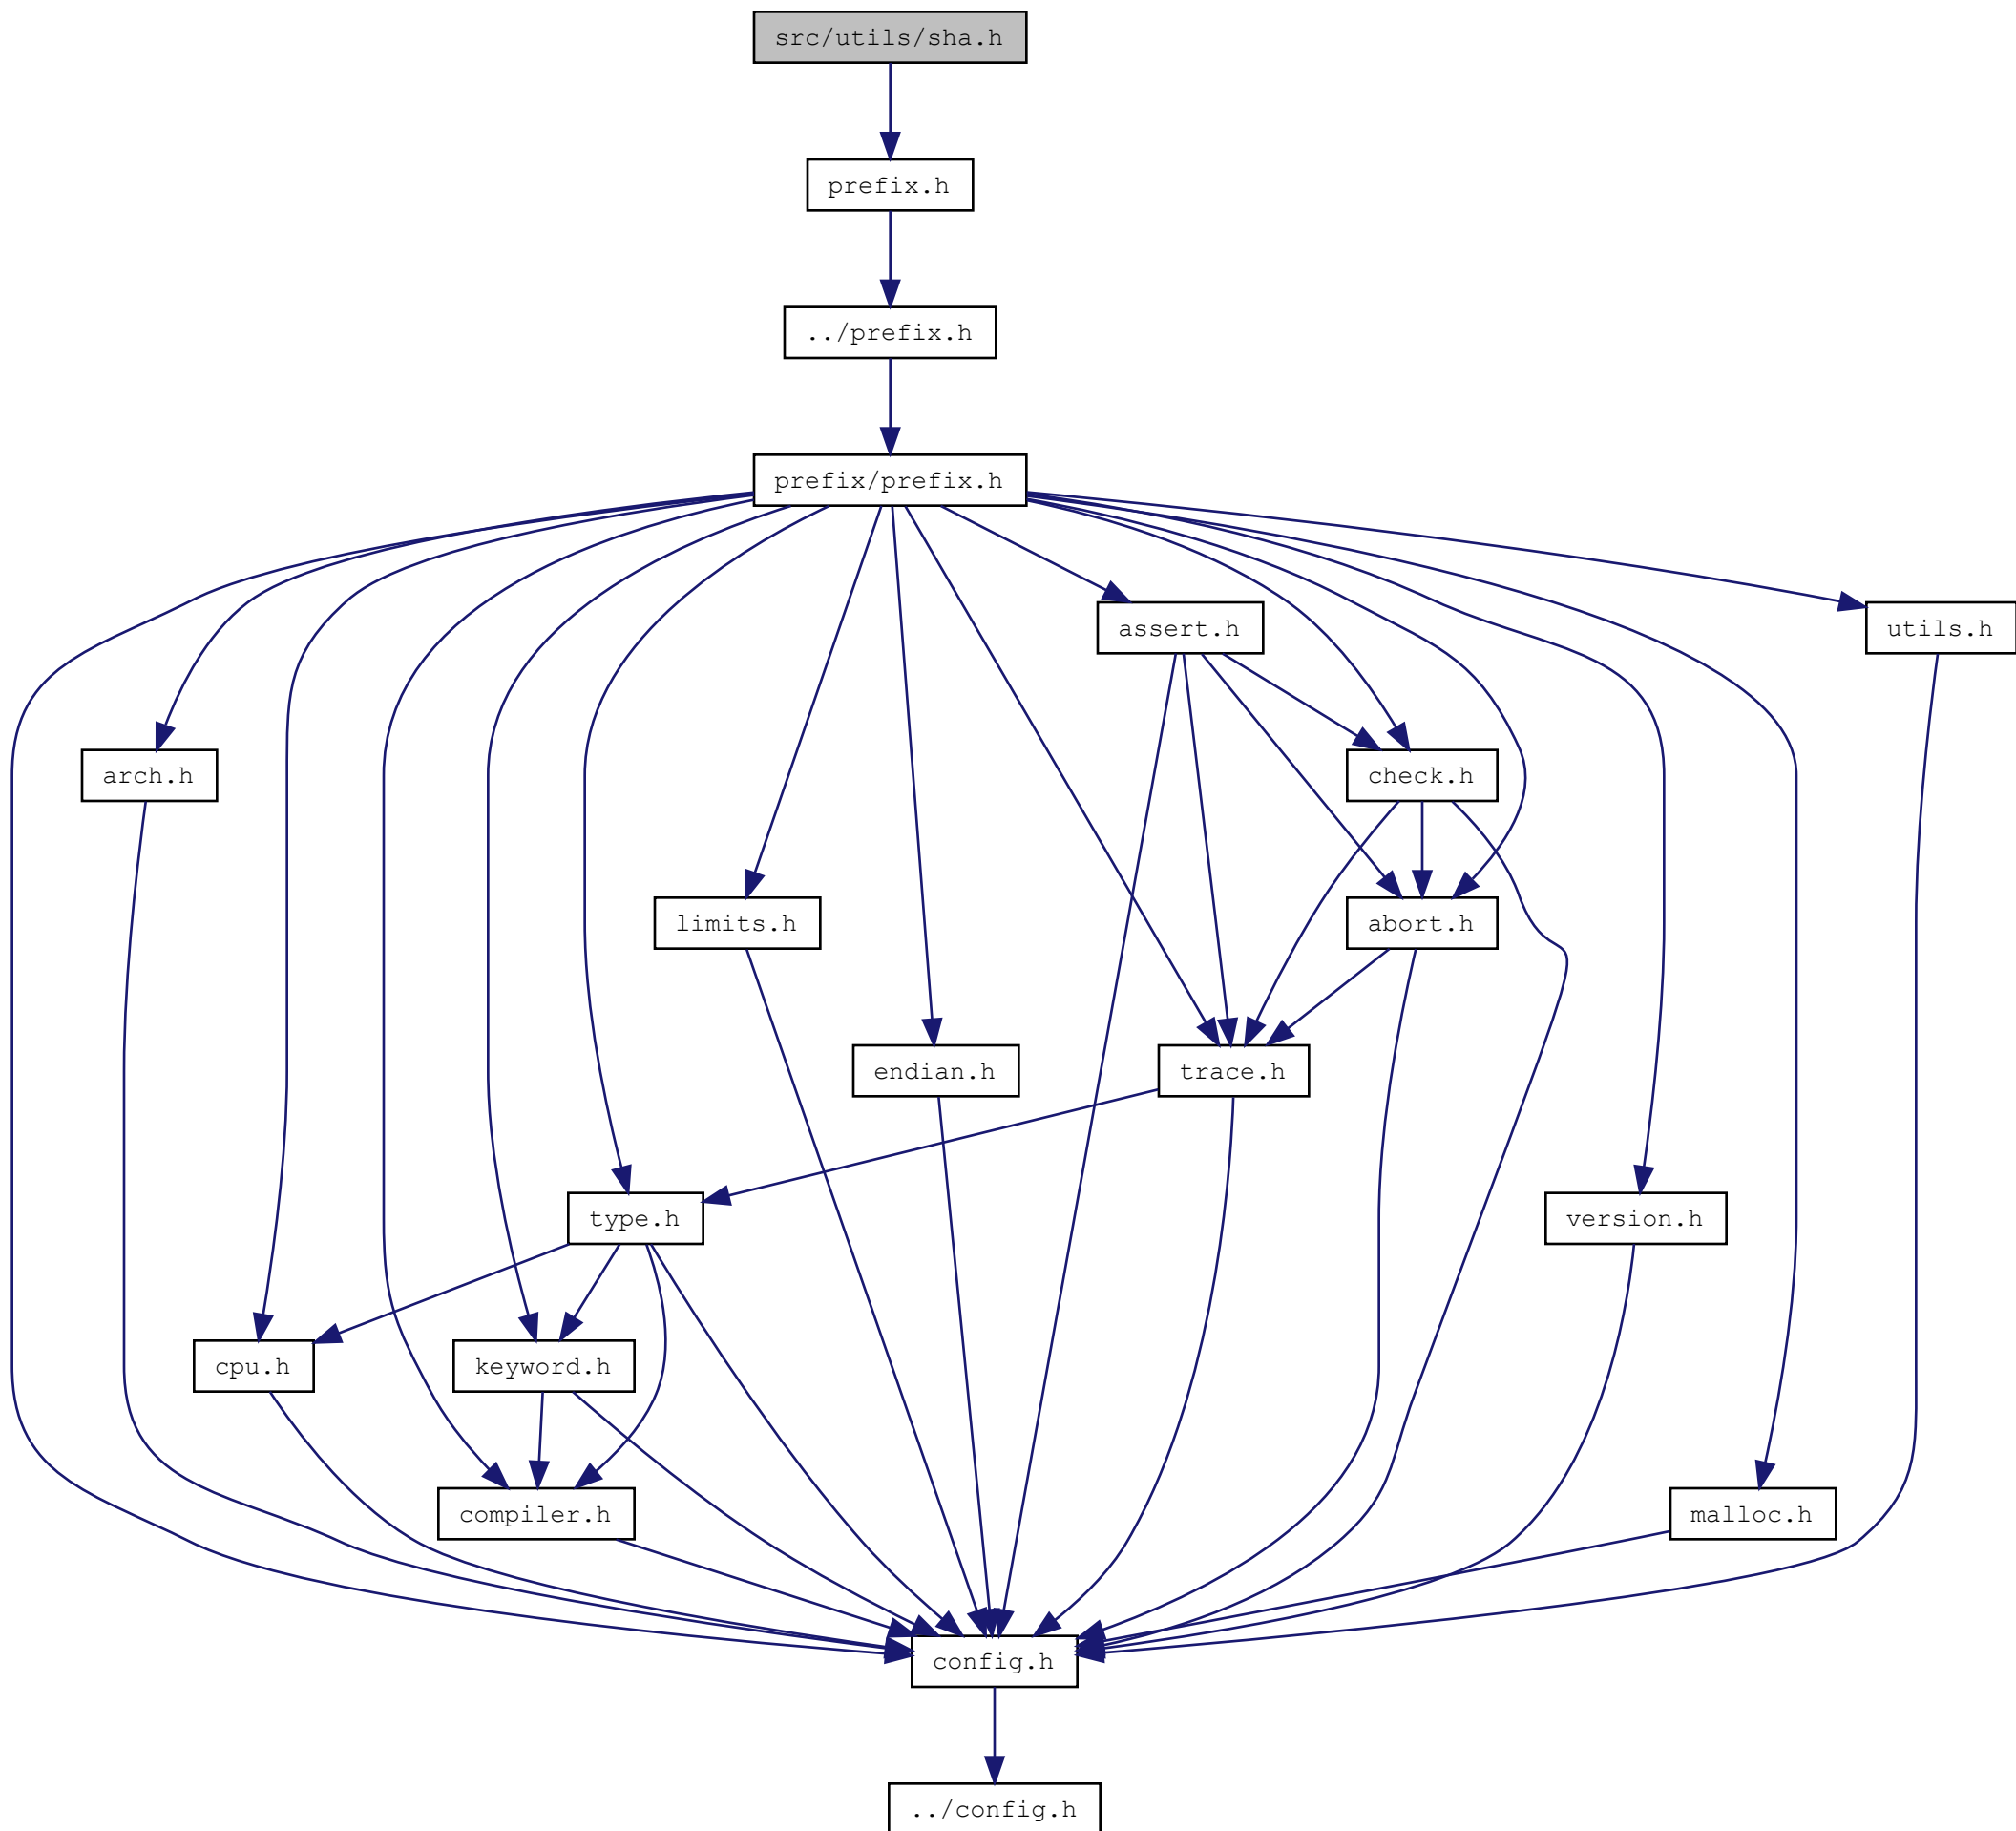 src/utils/sha.h
prefix.h
../prefix.h
prefix/prefix.h
assert.h
utils.h
arch.h
check.h
limits.h
abort.h
endian.h
trace.h
type.h
version.h
cpu.h
keyword.h
compiler.h
malloc.h
config.h
../config.h